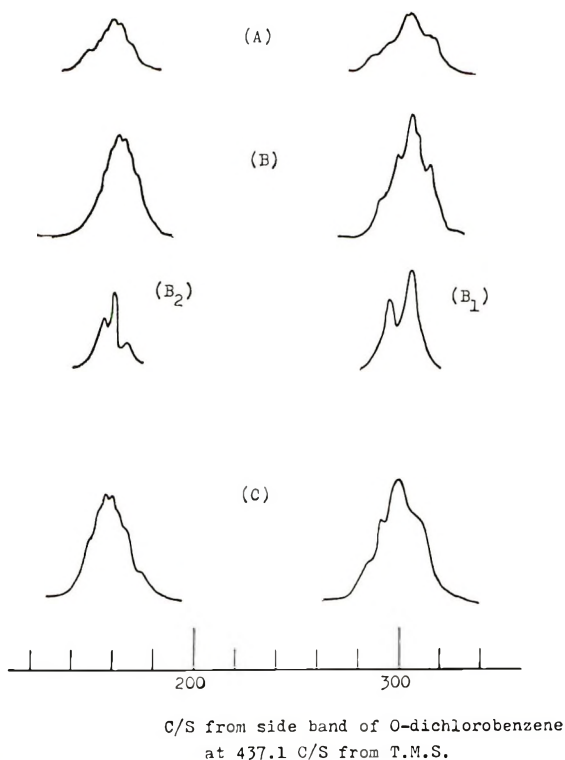 (A)
(B)
(B2)
(B1)
(C)
200
300
C/S from side band of O-dichlorobenzene
at 437.1 C/S from T.M.S.